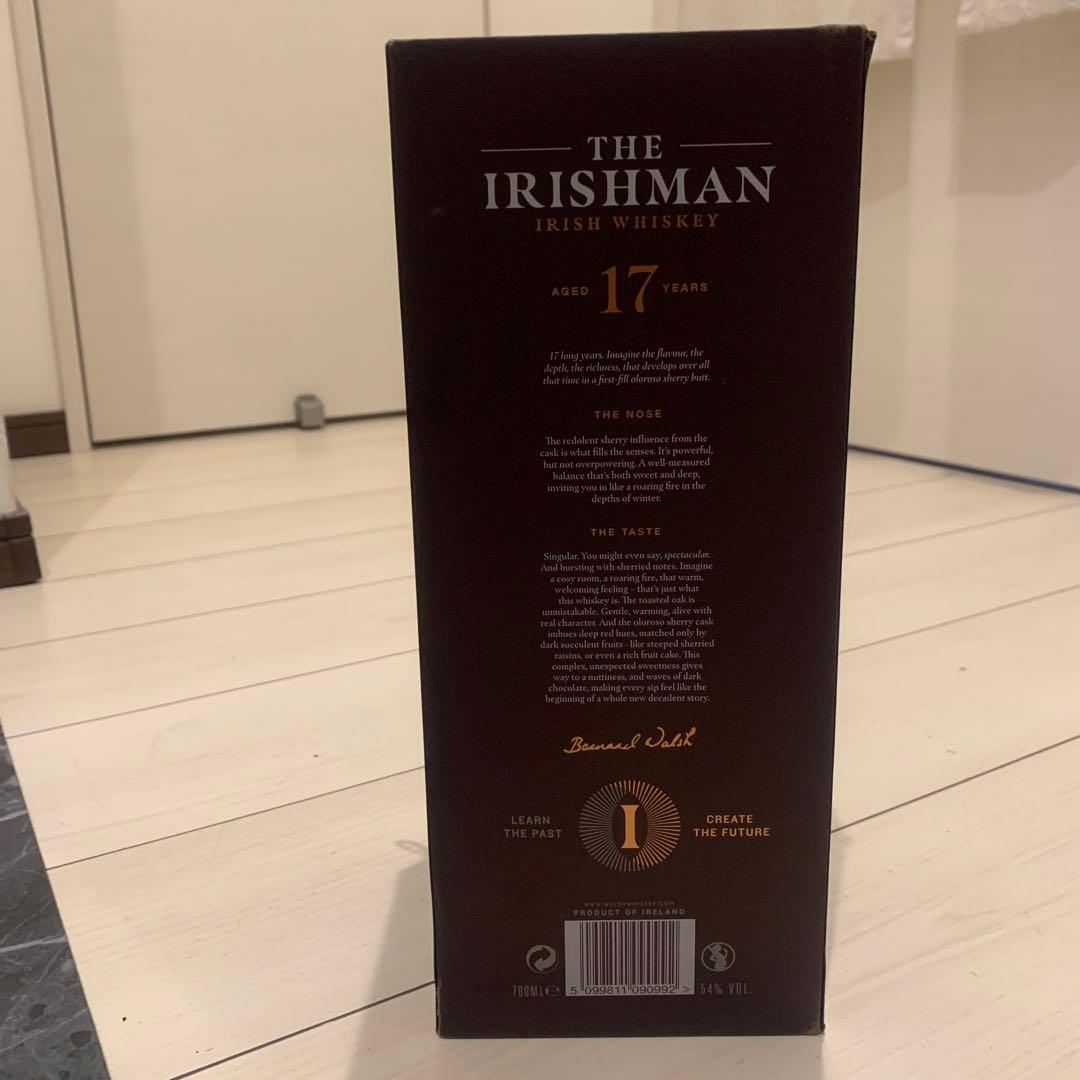 THE
IRISHMAN
IRISH WHISKEY
AGED 17 YEARS
17 long years. Imagine the flavour, the
depth, the richness, that develops over all
that time in a first-fill oloroso sherry butt.
THE NOSE
The redolent sherry influence from the
cask is what fills the senses. It's powerful,
but not overpowering. A well-measured
balance that's both sweet and deep,
inviting you in like a roaring fire in the
depths of winter.
THE TASTE
Singular. You might even say, spectacular.
And bursting with sherried notes. Imagine
a cosy room, a roaring fire, that warm,
welcoming feeling – that's just what
this whiskey is. The toasted oak is
unmistakable. Gentle, warming, alive with
real character. And the oloroso sherry cask
imbues deep red hues, matched only by
dark succulent fruits - like steeped sherried
raisins, or even a rich fruit cake. This
complex, unexpected sweetness gives
way to a nuttiness, and waves of dark
chocolate, making every sip feel like the
beginning of a whole new decadent story.
Bernard Walsh
LEARN
THE PAST
I
CREATE
THE FUTURE
WWW.WALSHWHISKEY.COM
PRODUCT OF IRELAND
700ML℮
5 099811 090992 >
54% VOL.